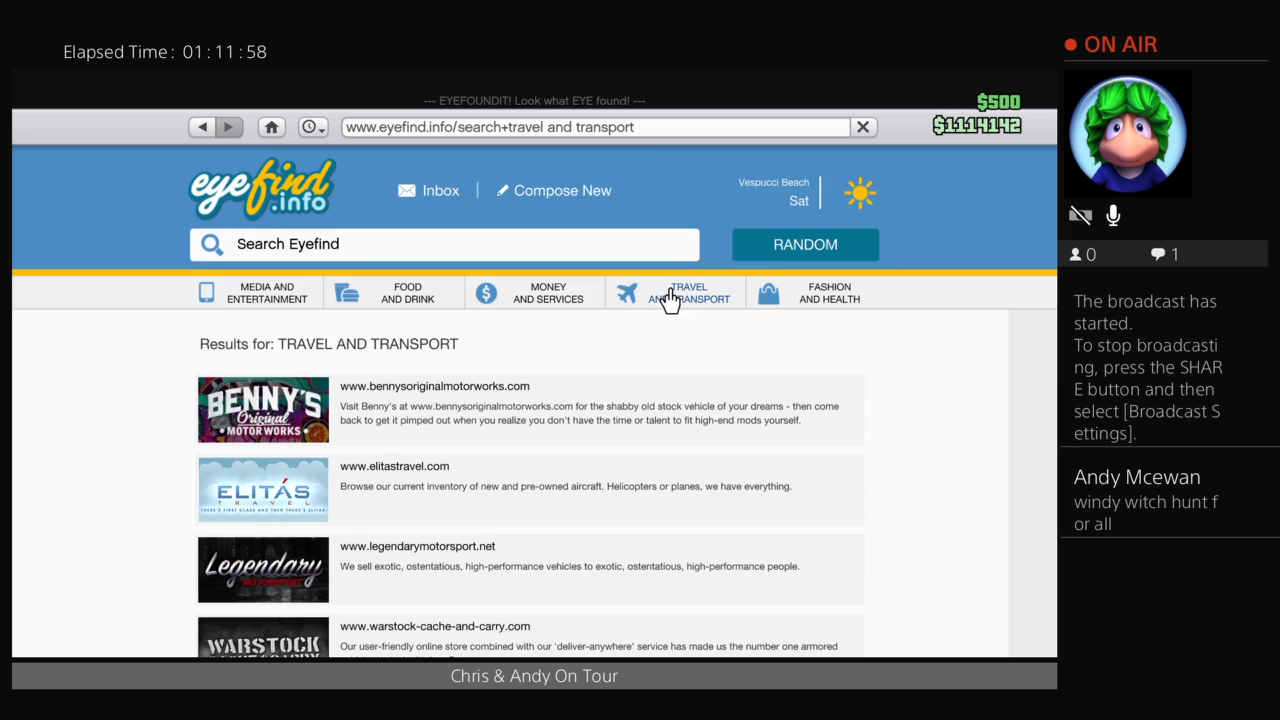 Elapsed Time: 01:11:58
ON AIR
--- EYEFOUNDIT! Look what EYE found! ---
$500
$1114142
www.eyefind.info/search+travel and transport
eyefind
.info
Inbox
Compose New
Vespucci Beach
Sat
Search Eyefind
RANDOM
MEDIA AND
ENTERTAINMENT
FOOD
AND DRINK
MONEY
AND SERVICES
TRAVEL
AND TRANSPORT
FASHION
AND HEALTH
Results for: TRAVEL AND TRANSPORT
BENNY'S
Original
MOTOR WORKS
www.bennysoriginalmotorworks.com
Visit Benny's at www.bennysoriginalmotorworks.com for the shabby old stock vehicle of your dreams - then come
back to get it pimped out when you realize you don't have the time or talent to fit high-end mods yourself.
ELITÁS
TRAVEL
THERE'S FIRST CLASS AND THEN THERE'S ELITAS
www.elitastravel.com
Browse our current inventory of new and pre-owned aircraft. Helicopters or planes, we have everything.
Legendary
MOTORSPORT
www.legendarymotorsport.net
We sell exotic, ostentatious, high-performance vehicles to exotic, ostentatious, high-performance people.
WARSTOCK
www.warstock-cache-and-carry.com
Our user-friendly online store combined with our 'deliver-anywhere' service has made us the number one armored
Chris & Andy On Tour
0
1
The broadcast has
started.
To stop broadcasti
ng, press the SHAR
E button and then
select [Broadcast S
ettings].
Andy Mcewan
windy witch hunt f
or all